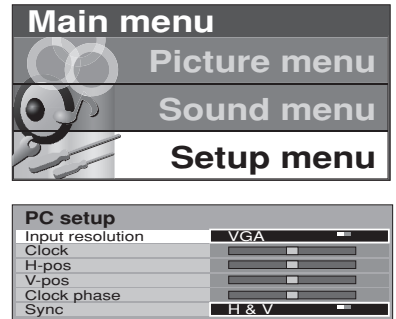 Main menu
Picture menu
Sound menu
Setup menu
PC setup
Input resolution VGA
Clock
H-pos
V-pos
Clock phase
Sync H & V